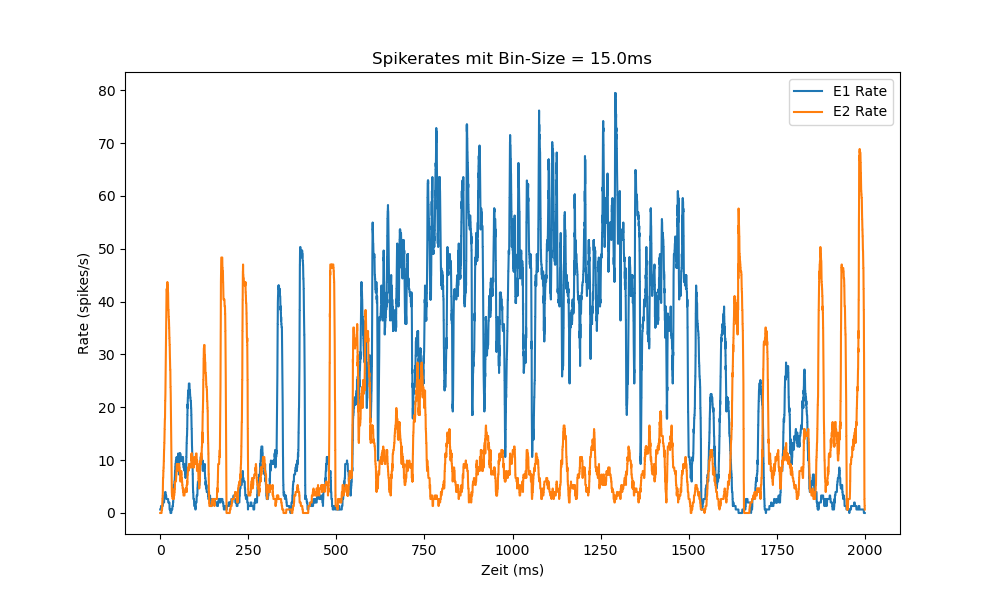 Spikerates mit Bin-Size = 15.0ms
E1 Rate
E2 Rate
80
70
60
50
40
30
20
10
0
Rate (spikes/s)
0 250 500 750 1000 1250 1500 1750 2000
Zeit (ms)